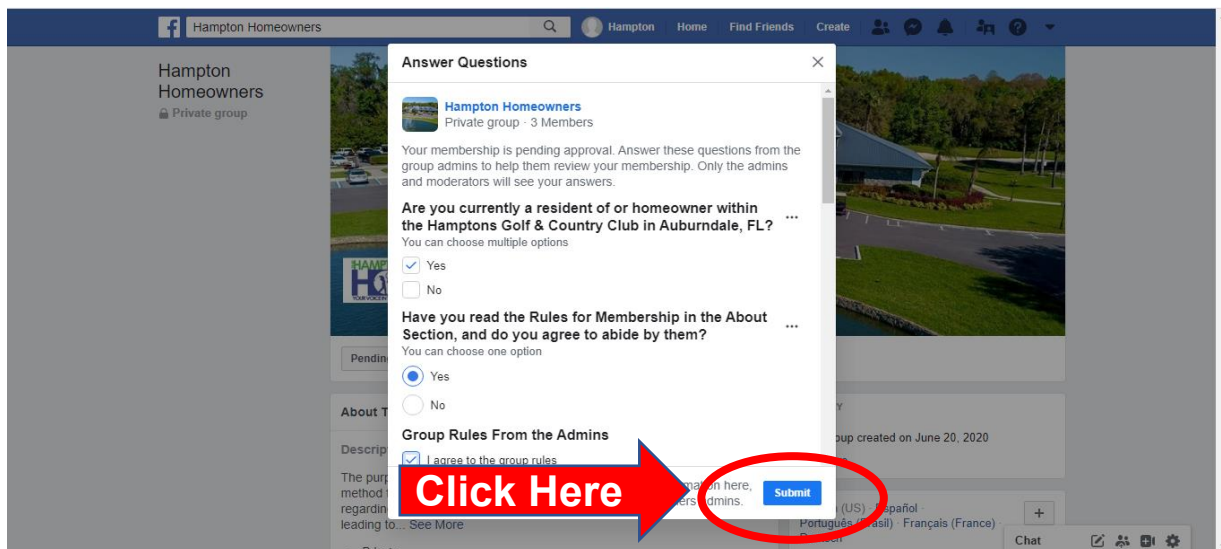 Hampton Homeowners
Hampton Home Find Friends Create
Hampton
Homeowners
Private group
Answer Questions
Hampton Homeowners
Private group · 3 Members
Your membership is pending approval. Answer these questions from the
group admins to help them review your membership. Only the admins
and moderators will see your answers.
Are you currently a resident of or homeowner within
the Hamptons Golf & Country Club in Auburndale, FL?
You can choose multiple options
Yes
No
Have you read the Rules for Membership in the About
Section, and do you agree to abide by them?
You can choose one option
Yes
No
Group Rules From the Admins
I agree to the group rules
here,
admins.
Submit
Click Here
Pendin
About T
Descrip
The purp
method
regardin
leading to... See More
created on June 20, 2020
(US) · Español ·
Português (Brasil) · Français (France) ·
Chat